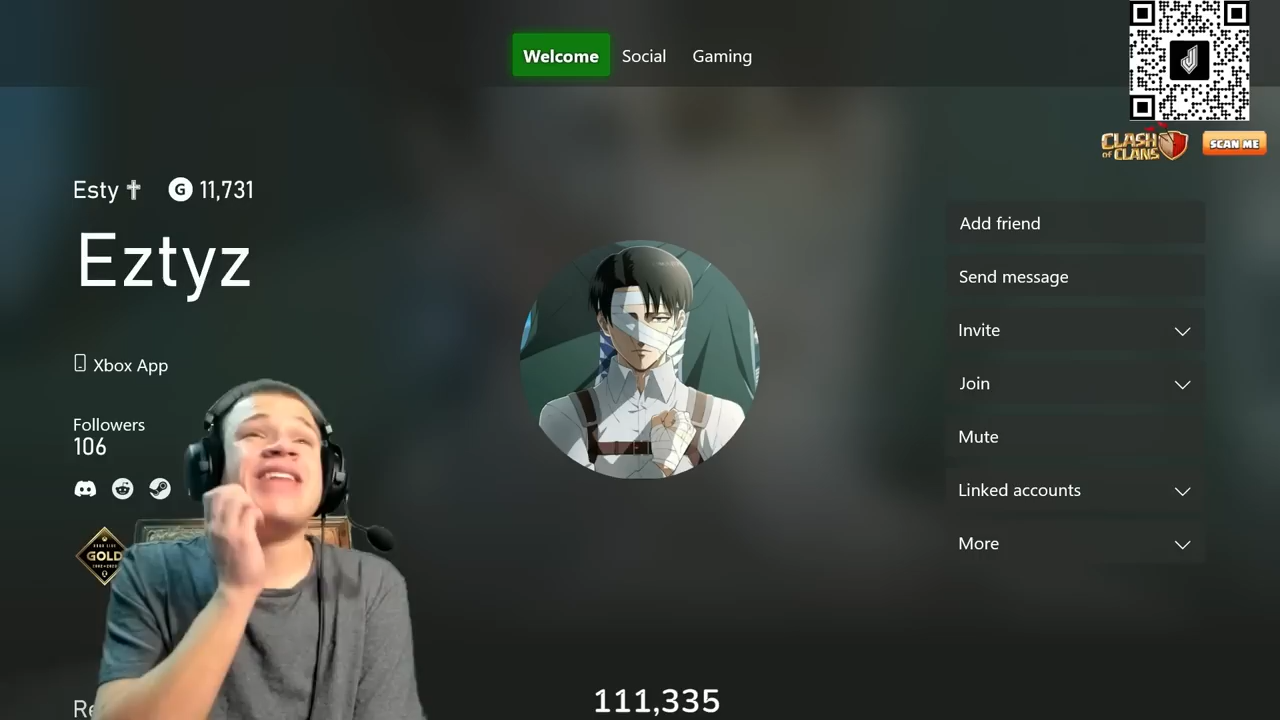 Welcome Social Gaming
CLASH
OF CLANS
SCAN ME
Esty ✝ G 11,731
Eztyz
Xbox App
Followers
106
GOLD
Add friend
Send message
Invite
Join
Mute
Linked accounts
More
111,335